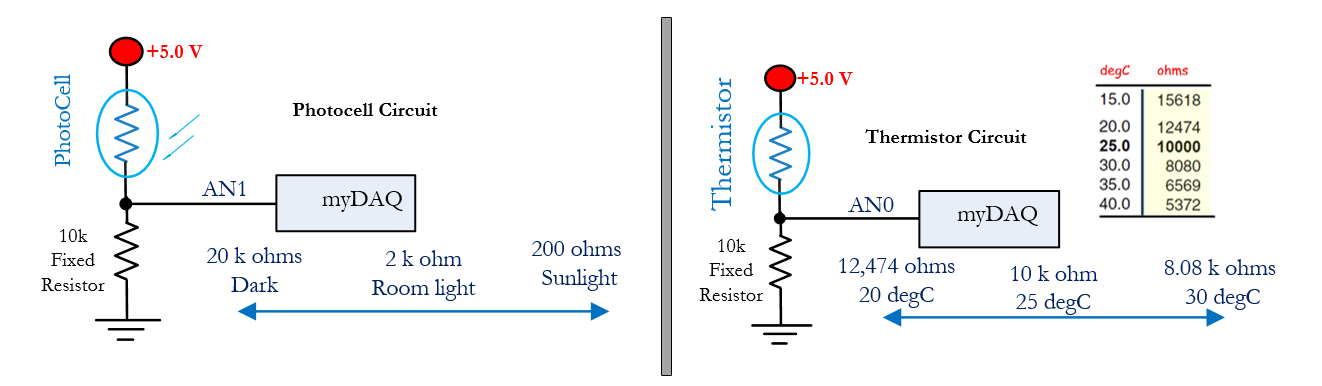 +5.0 V
PhotoCell
Photocell Circuit
AN1
myDAQ
10k
Fixed
Resistor
20 k ohms
Dark
2 k ohm
Room light
200 ohms
Sunlight
+5.0 V
Thermistor
Thermistor Circuit
degC ohms
15.0 15618
20.0 12474
25.0 10000
30.0 8080
35.0 6569
40.0 5372
AN0
myDAQ
10k
Fixed
Resistor
12,474 ohms
20 degC
10 k ohm
25 degC
8.08 k ohms
30 degC